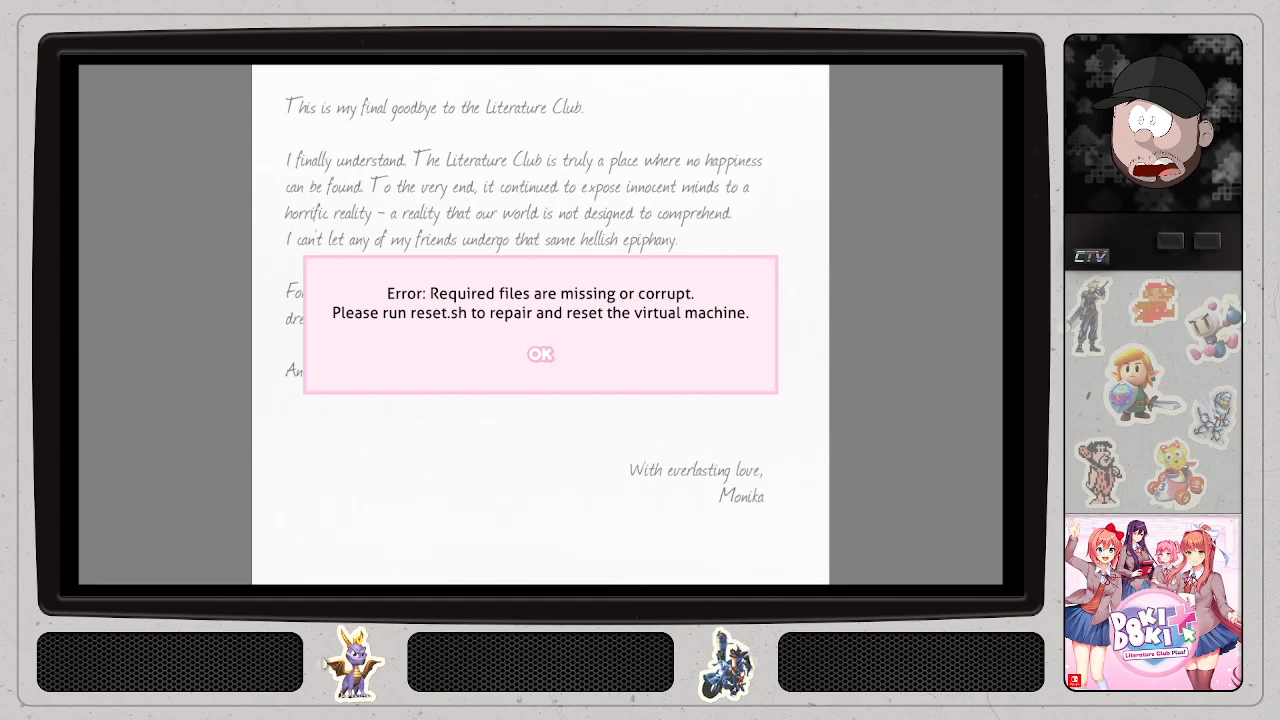 This is my final goodbye to the Literature Club.
I finally understand. The Literature Club is truly a place where no happiness
can be found. To the very end, it continued to expose innocent minds to a
horrific reality - a reality that our world is not designed to comprehend.
I can't let any of my friends undergo that same hellish epiphany.
Error: Required files are missing or corrupt.
Please run reset.sh to repair and reset the virtual machine.
OK
With everlasting love,
Monika
CTV
DOKI
DOKI
Literature Club Plus!